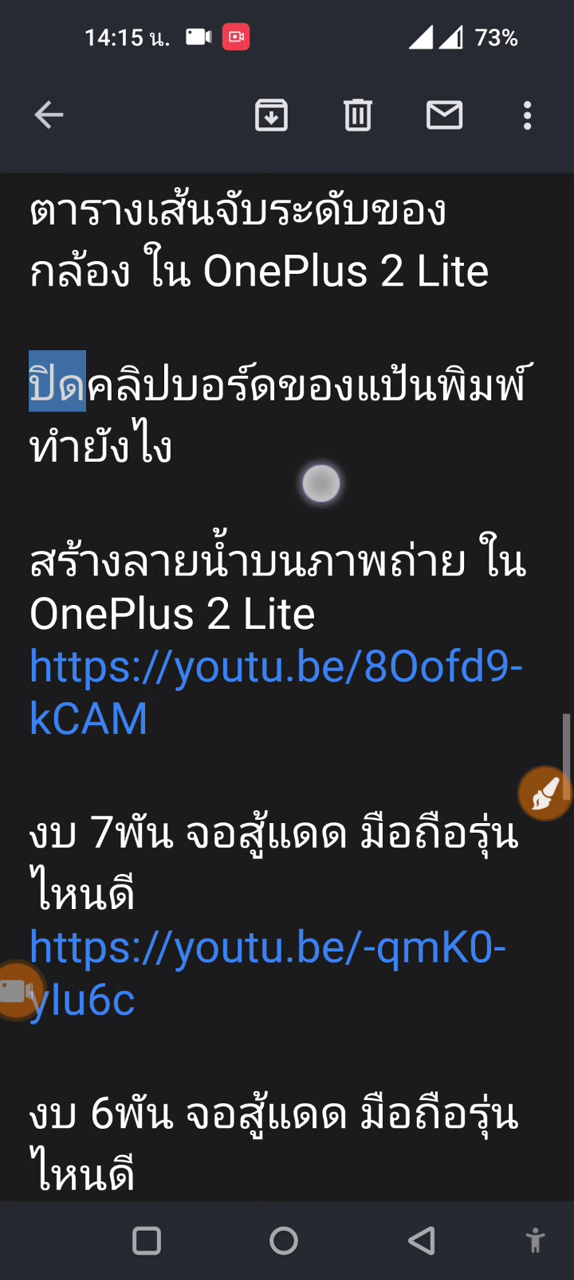 14:15 น.
73%
ตารางเส้นจับระดับของ
กล้อง ใน OnePlus 2 Lite
ปิดคลิปบอร์ดของแป้นพิมพ์
ทำยังไง
สร้างลายน้ำบนภาพถ่าย ใน
OnePlus 2 Lite
https://youtu.be/8Oofd9-
kCAM
งบ 7พัน จอสู้แดด มือถือรุ่น
ไหนดี
https://youtu.be/-qmK0-
yIu6c
งบ 6พัน จอสู้แดด มือถือรุ่น
ไหนดี